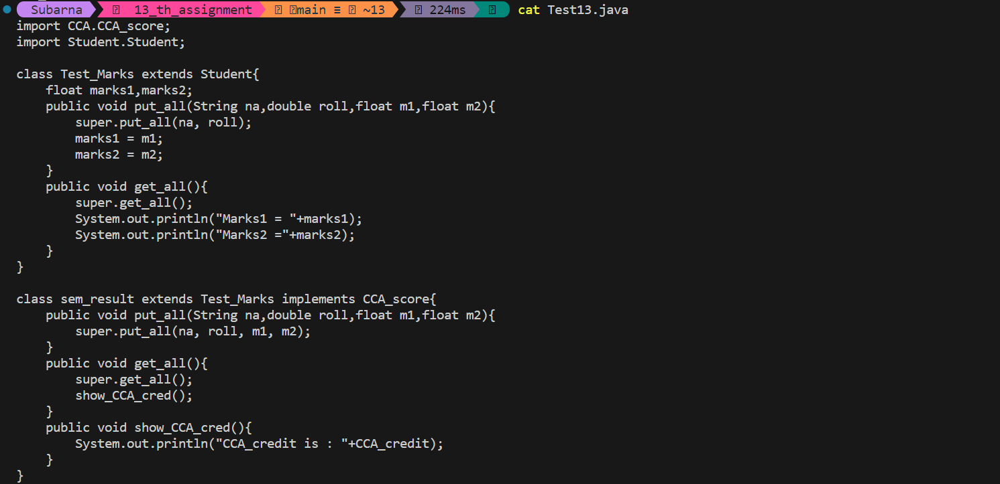 Subarna 13_th_assignment main ≡ ~13 224ms cat Test13.java
import CCA.CCA_score;
import Student.Student;

class Test_Marks extends Student{
    float marks1,marks2;
    public void put_all(String na,double roll,float m1,float m2){
        super.put_all(na, roll);
        marks1 = m1;
        marks2 = m2;
    }
    public void get_all(){
        super.get_all();
        System.out.println("Marks1 = "+marks1);
        System.out.println("Marks2 ="+marks2);
    }
}

class sem_result extends Test_Marks implements CCA_score{
    public void put_all(String na,double roll,float m1,float m2){
        super.put_all(na, roll, m1, m2);
    }
    public void get_all(){
        super.get_all();
        show_CCA_cred();
    }
    public void show_CCA_cred(){
        System.out.println("CCA_credit is : "+CCA_credit);
    }
}